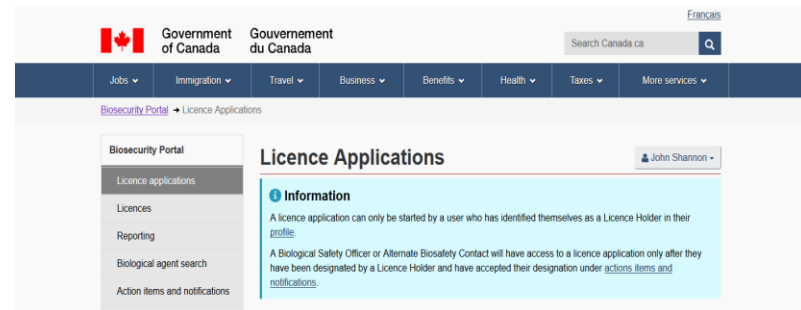 Français
Government of Canada
Gouvernement du Canada
Search Canada.ca
Jobs Immigration Travel Business Benefits Health Taxes More services
Biosecurity Portal → Licence Applications
Biosecurity Portal
Licence applications
Licences
Reporting
Biological agent search
Action items and notifications
Licence Applications
John Shannon
Information
A licence application can only be started by a user who has identified themselves as a Licence Holder in their
profile.
A Biological Safety Officer or Alternate Biosafety Contact will have access to a licence application only after they
have been designated by a Licence Holder and have accepted their designation under actions items and
notifications.